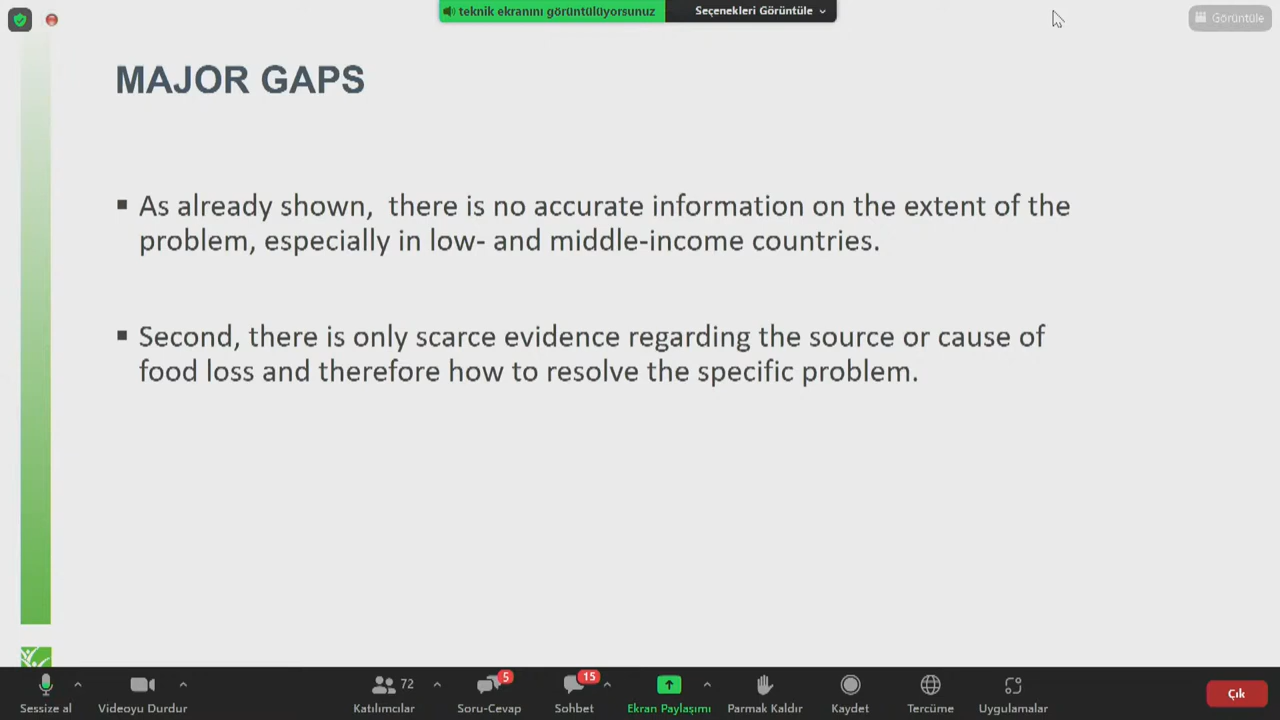 teknik ekranını görüntülüyorsunuz
Seçenekleri Görüntüle
Görüntüle
MAJOR GAPS
▪ As already shown, there is no accurate information on the extent of the
problem, especially in low- and middle-income countries.
▪ Second, there is only scarce evidence regarding the source or cause of
food loss and therefore how to resolve the specific problem.
72
5
15
Sessize al
Videoyu Durdur
Katılımcılar
Soru-Cevap
Sohbet
Ekran Paylaşımı
Parmak Kaldır
Kaydet
Tercüme
Uygulamalar
Çık